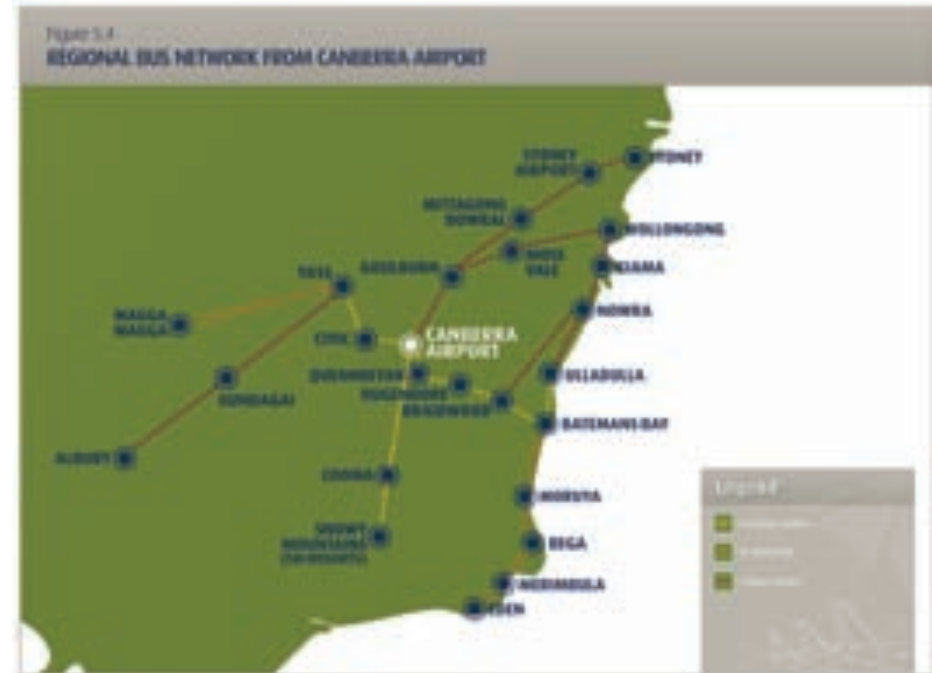 Figure 5.4
REGIONAL BUS NETWORK FROM CANBERRA AIRPORT
SYDNEY
AIRPORT
SYDNEY
MITTAGONG
BOWRAL
WOLLONGONG
MOSS
VALE
GOULBURN
KIAMA
YASS
NOWRA
WAGGA
WAGGA
CIVIC
CANBERRA
AIRPORT
QUEANBEYAN
BUNGENDORE
BRAIDWOOD
ULLADULLA
GUNDAGAI
BATEMANS BAY
ALBURY
COOMA
MORUYA
SNOWY
MOUNTAINS
BEGA
MERIMBULA
EDEN
Legend